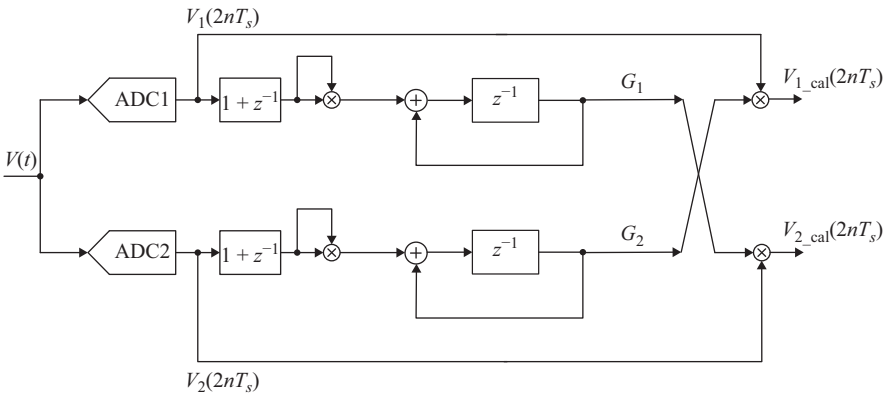 V₁(2nTₛ)
ADC1
1 + z⁻¹
×
+
z⁻¹
G₁
×
V₁_cal(2nTₛ)
V(t)
ADC2
1 + z⁻¹
×
+
z⁻¹
G₂
×
V₂_cal(2nTₛ)
V₂(2nTₛ)